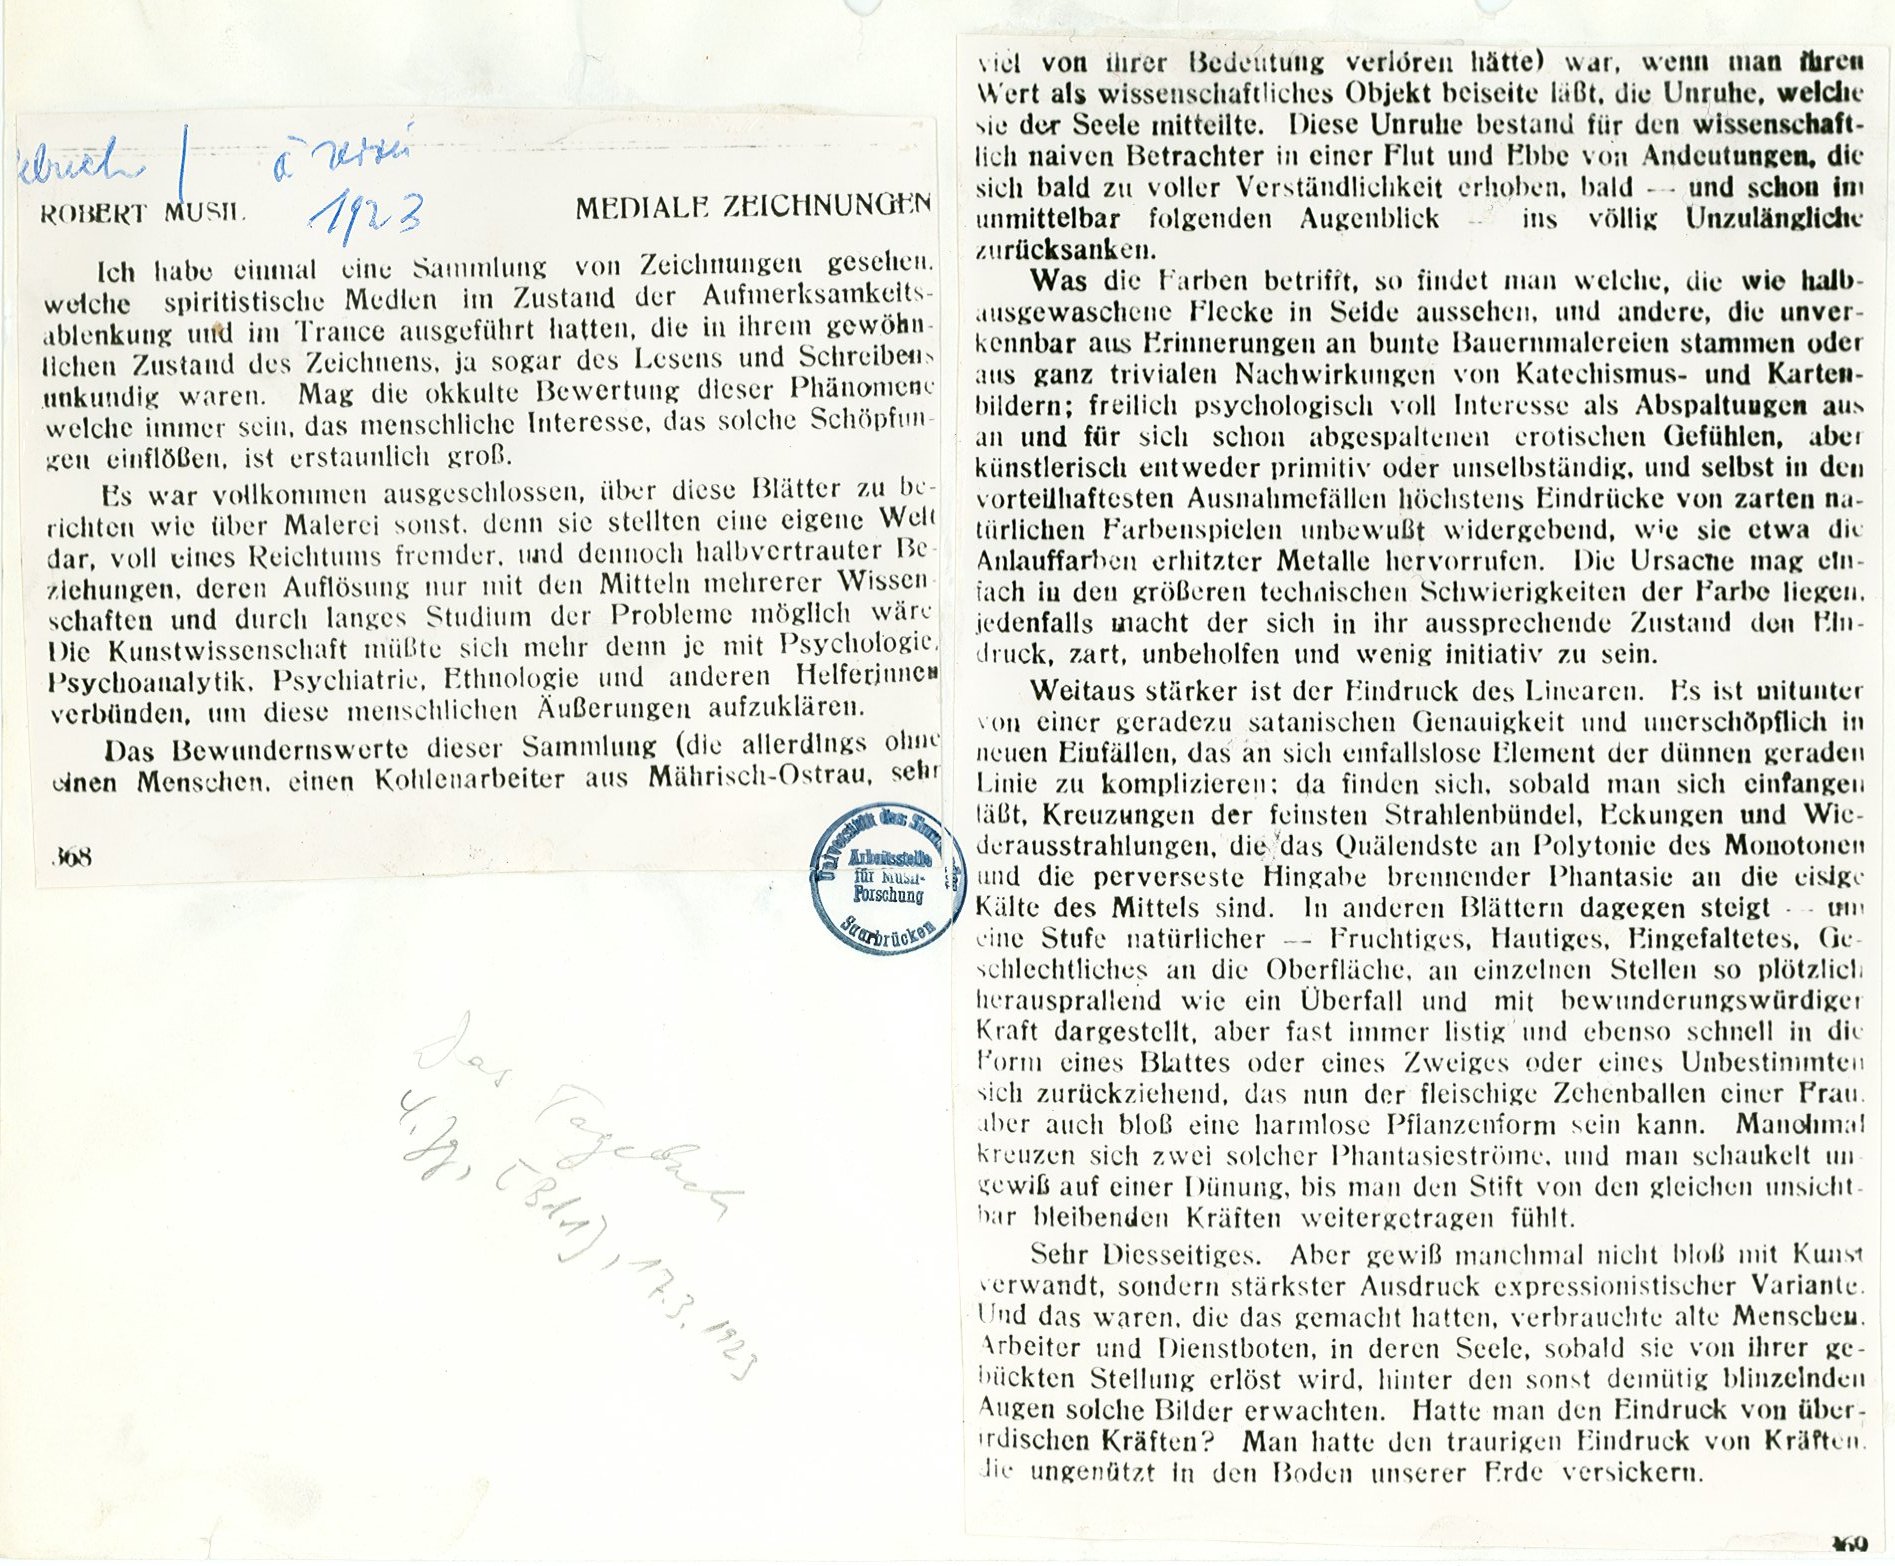 à revoir
1923
ROBERT MUSIL
MEDIALE ZEICHNUNGEN
Ich habe einmal eine Sammlung von Zeichnungen gesehen,
welche spiritistische Medien im Zustand der Aufmerksamkeits-
ablenkung und im Trance ausgeführt hatten, die in ihrem gewöhn-
lichen Zustand des Zeichnens, ja sogar des Lesens und Schreibens
unkundig waren. Mag die okkulte Bewertung dieser Phänomene
welche immer sein, das menschliche Interesse, das solche Schöpfun-
gen einflößen, ist erstaunlich groß.
Es war vollkommen ausgeschlossen, über diese Blätter zu be-
richten wie über Malerei sonst, denn sie stellten eine eigene Welt
dar, voll eines Reichtums fremder, und dennoch halbvertrauter Be-
ziehungen, deren Auflösung nur mit den Mitteln mehrerer Wissen-
schaften und durch langes Studium der Probleme möglich wäre
Die Kunstwissenschaft müßte sich mehr denn je mit Psychologie,
Psychoanalytik, Psychiatrie, Ethnologie und anderen Helferinnen
verbünden, um diese menschlichen Äußerungen aufzuklären.
Das Bewundernswerte dieser Sammlung (die allerdings ohne
einen Menschen, einen Kohlenarbeiter aus Mährisch-Ostrau, sehr
368
Universität des Saarlandes
Arbeitsstelle
für Musil-
Forschung
Saarbrücken
Das Tagebuch
4. Jg, [Bd 1], 17.3.1923
viel von ihrer Bedeutung verloren hätte) war, wenn man ihren
Wert als wissenschaftliches Objekt beiseite läßt, die Unruhe, welche
sie der Seele mitteilte. Diese Unruhe bestand für den wissenschaft-
lich naiven Betrachter in einer Flut und Ebbe von Andeutungen, die
sich bald zu voller Verständlichkeit erhoben, bald — und schon im
unmittelbar folgenden Augenblick — ins völlig Unzulängliche
zurücksanken.
Was die Farben betrifft, so findet man welche, die wie halb-
ausgewaschene Flecke in Seide aussehen, und andere, die unver-
kennbar aus Erinnerungen an bunte Bauernmalereien stammen oder
aus ganz trivialen Nachwirkungen von Katechismus- und Karten-
bildern; freilich psychologisch voll Interesse als Abspaltungen aus
an und für sich schon abgespaltenen erotischen Gefühlen, aber
künstlerisch entweder primitiv oder unselbständig, und selbst in den
vorteilhaftesten Ausnahmefällen höchstens Eindrücke von zarten na-
türlichen Farbenspielen unbewußt widergebend, wie sie etwa die
Anlauffarben erhitzter Metalle hervorrufen. Die Ursache mag ein-
fach in den größeren technischen Schwierigkeiten der Farbe liegen,
jedenfalls macht der sich in ihr aussprechende Zustand den Ein-
druck, zart, unbeholfen und wenig initiativ zu sein.
Weitaus stärker ist der Eindruck des Linearen. Es ist mitunter
von einer geradezu satanischen Genauigkeit und unerschöpflich in
neuen Einfällen, das an sich einfallslose Element der dünnen geraden
Linie zu komplizieren; da finden sich, sobald man sich einfangen
läßt, Kreuzungen der feinsten Strahlenbündel, Eckungen und Wie-
derausstrahlungen, die das Quälendste an Polytonie des Monotonen
und die perverseste Hingabe brennender Phantasie an die eisige
Kälte des Mittels sind. In anderen Blättern dagegen steigt — um
eine Stufe natürlicher — Fruchtiges, Hautiges, Eingefaltetes, Ge-
schlechtliches an die Oberfläche, an einzelnen Stellen so plötzlich
herausprallend wie ein Überfall und mit bewunderungswürdiger
Kraft dargestellt, aber fast immer listig und ebenso schnell in die
Form eines Blattes oder eines Zweiges oder eines Unbestimmten
sich zurückziehend, das nun der fleischige Zehenballen einer Frau,
aber auch bloß eine harmlose Pflanzenform sein kann. Manchmal
kreuzen sich zwei solcher Phantasieströme, und man schaukelt un-
gewiß auf einer Dünung, bis man den Stift von den gleichen unsicht-
bar bleibenden Kräften weitergetragen fühlt.
Sehr Diesseitiges. Aber gewiß manchmal nicht bloß mit Kunst
verwandt, sondern stärkster Ausdruck expressionistischer Variante.
Und das waren, die das gemacht hatten, verbrauchte alte Menschen,
Arbeiter und Dienstboten, in deren Seele, sobald sie von ihrer ge-
bückten Stellung erlöst wird, hinter den sonst demütig blinzelnden
Augen solche Bilder erwachten. Hatte man den Eindruck von über-
irdischen Kräften? Man hatte den traurigen Eindruck von Kräften,
die ungenützt in den Boden unserer Erde versickern.
369